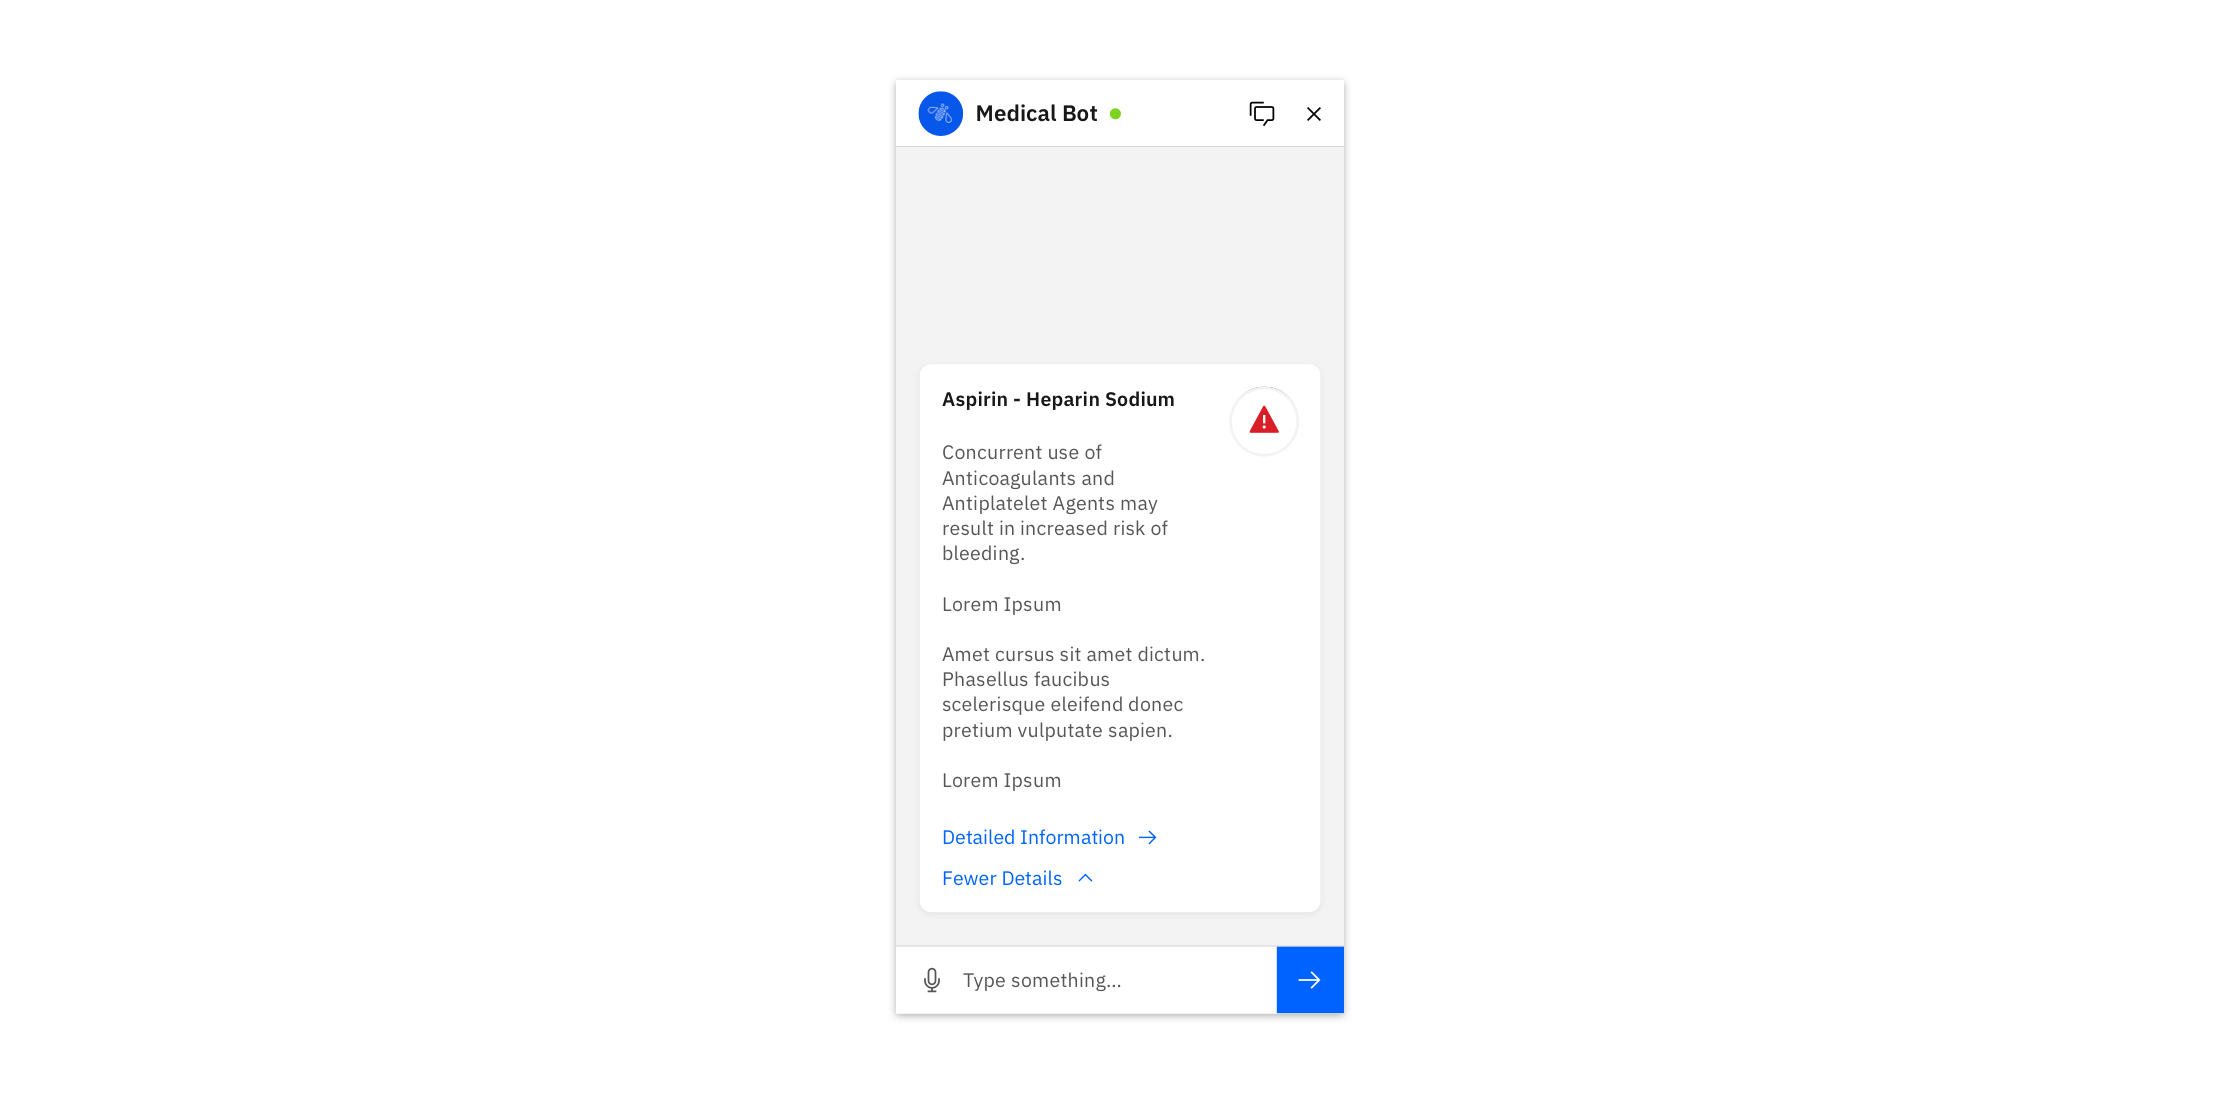 Medical Bot
Aspirin - Heparin Sodium
Concurrent use of
Anticoagulants and
Antiplatelet Agents may
result in increased risk of
bleeding.
Lorem Ipsum
Amet cursus sit amet dictum.
Phasellus faucibus
scelerisque eleifend donec
pretium vulputate sapien.
Lorem Ipsum
Detailed Information
Fewer Details
Type something...